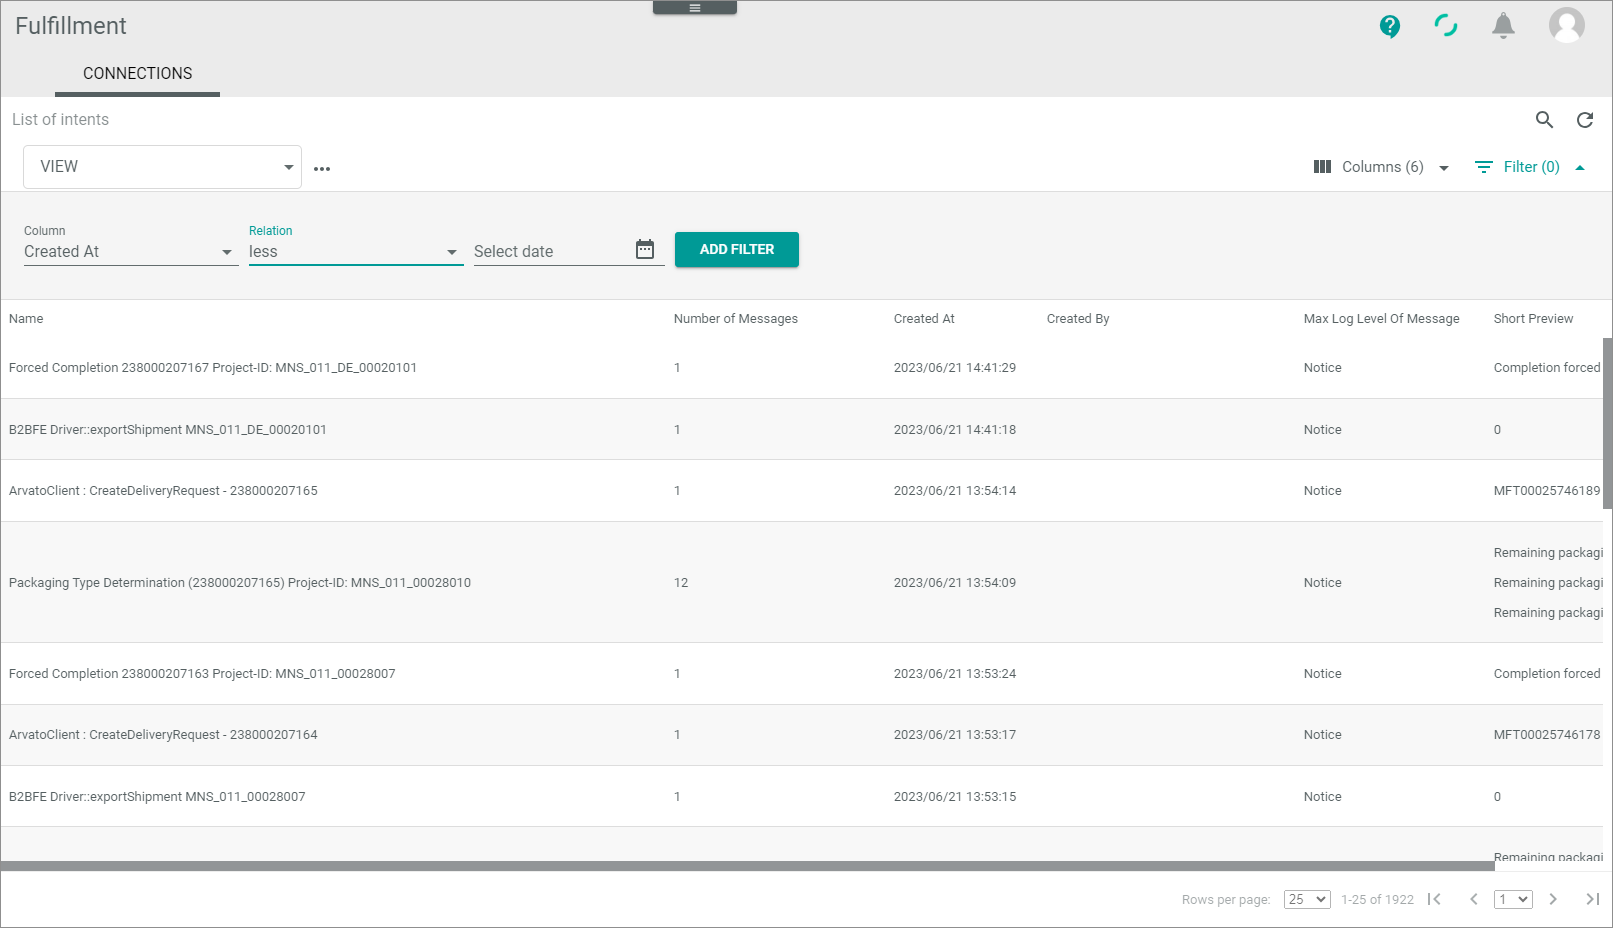 Fulfillment
CONNECTIONS
List of intents
VIEW
Columns (6)
Filter (0)
Column
Created At
Relation
less
Select date
ADD FILTER
Name Number of Messages Created At Created By Max Log Level Of Message Short Preview
Forced Completion 238000207167 Project-ID: MNS_011_DE_00020101 1 2023/06/21 14:41:29 Notice Completion forced
B2BFE Driver::exportShipment MNS_011_DE_00020101 1 2023/06/21 14:41:18 Notice 0
ArvatoClient : CreateDeliveryRequest - 238000207165 1 2023/06/21 13:54:14 Notice MFT00025746189
Remaining packagi
Packaging Type Determination (238000207165) Project-ID: MNS_011_00028010 12 2023/06/21 13:54:09 Notice Remaining packagi
Remaining packagi
Forced Completion 238000207163 Project-ID: MNS_011_00028007 1 2023/06/21 13:53:24 Notice Completion forced
ArvatoClient : CreateDeliveryRequest - 238000207164 1 2023/06/21 13:53:17 Notice MFT00025746178
B2BFE Driver::exportShipment MNS_011_00028007 1 2023/06/21 13:53:15 Notice 0
Remaining packagi
Rows per page: 25 1-25 of 1922 1